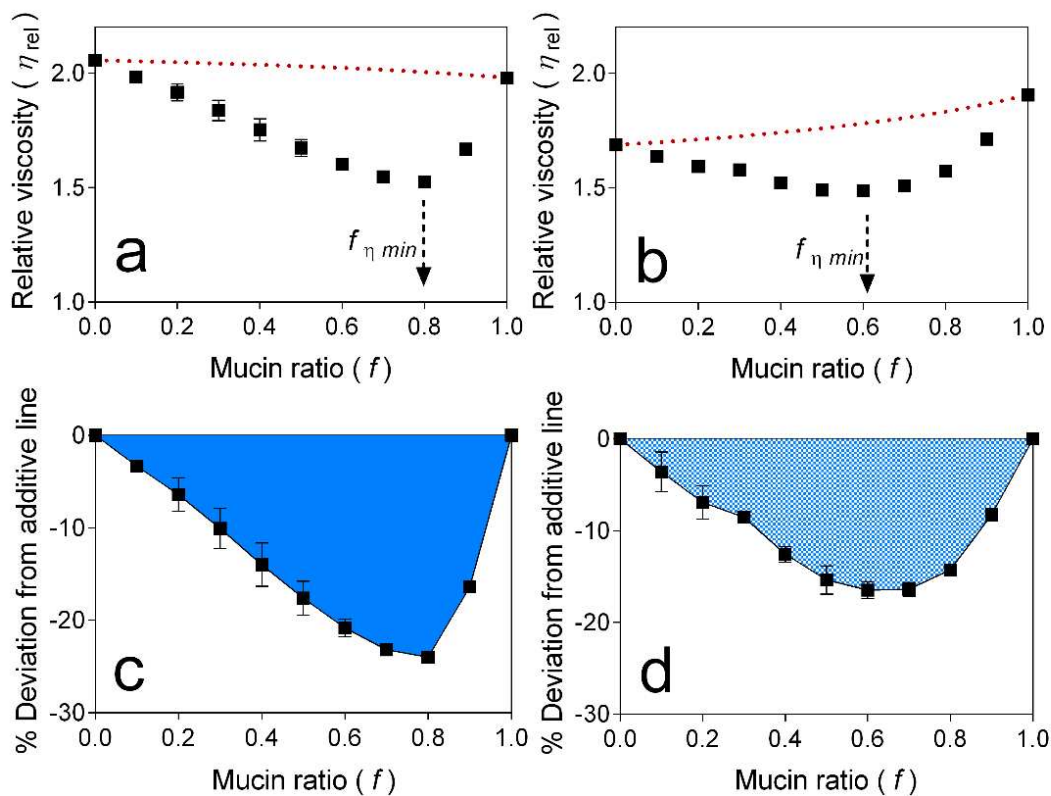 Relative viscosity ( η rel )
2.0
1.5
1.0
a
f η min
0.0 0.2 0.4 0.6 0.8 1.0
Mucin ratio ( f )
Relative viscosity ( η rel )
2.0
1.5
1.0
b
f η min
0.0 0.2 0.4 0.6 0.8 1.0
Mucin ratio ( f )
% Deviation from additive line
0
-10
-20
-30
c
0.0 0.2 0.4 0.6 0.8 1.0
Mucin ratio ( f )
% Deviation from additive line
0
-10
-20
-30
d
0.0 0.2 0.4 0.6 0.8 1.0
Mucin ratio ( f )